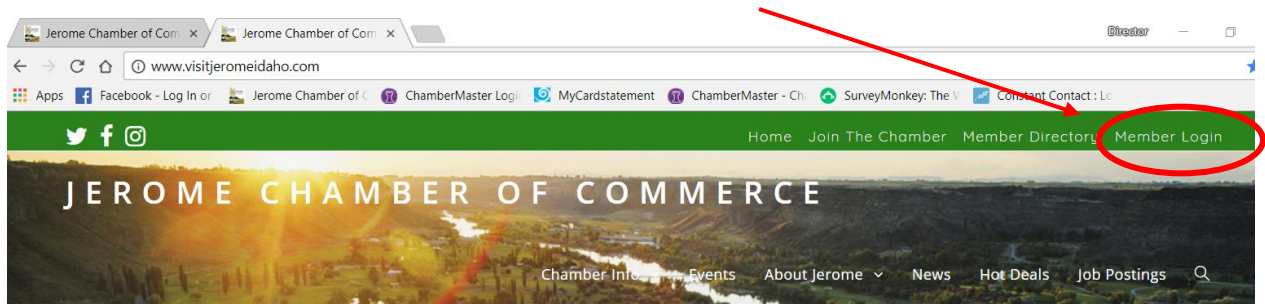 Jerome Chamber of Com Jerome Chamber of Com Director
www.visitjeromeidaho.com
Apps Facebook - Log In or Jerome Chamber of C ChamberMaster Logi MyCardstatement ChamberMaster - Ch SurveyMonkey: The V Constant Contact : Lo
Home Join The Chamber Member Directory Member Login
JEROME CHAMBER OF COMMERCE
Chamber Info Events About Jerome News Hot Deals Job Postings